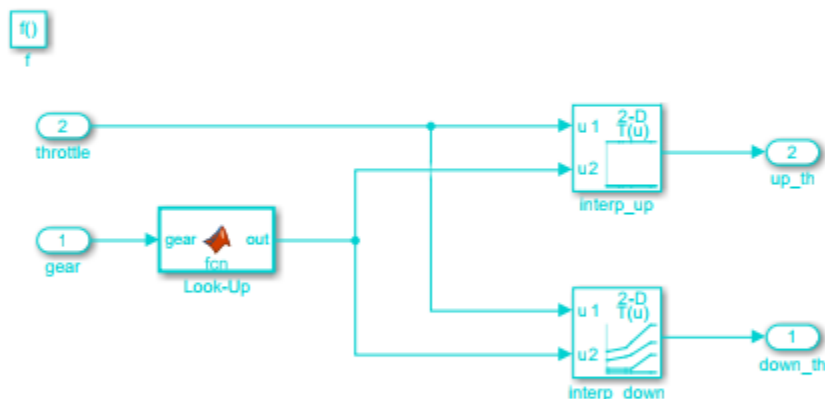 f()
f
2
throttle
1
gear
gear out
fcn
Look-Up
2-D
T(u)
u1
u2
interp_up
2
up_th
2-D
T(u)
u1
u2
interp_down
1
down_th